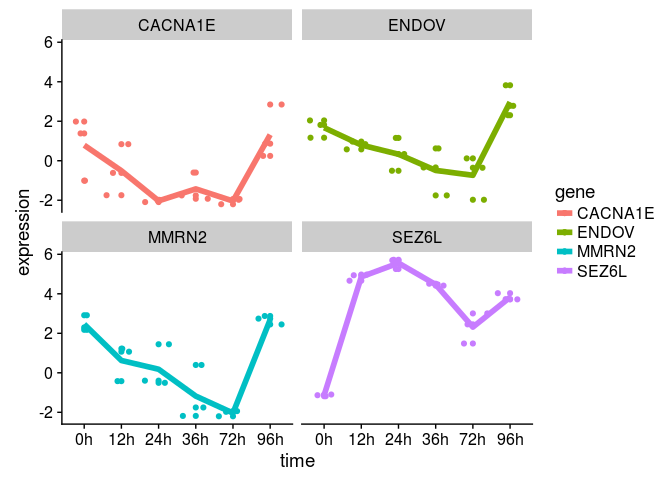 CACNA1E ENDOV
6
4
2
0
-2
MMRN2 SEZ6L
6
4
2
0
-2
expression
0h 12h 24h 36h 72h 96h 0h 12h 24h 36h 72h 96h
time
gene
CACNA1E
ENDOV
MMRN2
SEZ6L